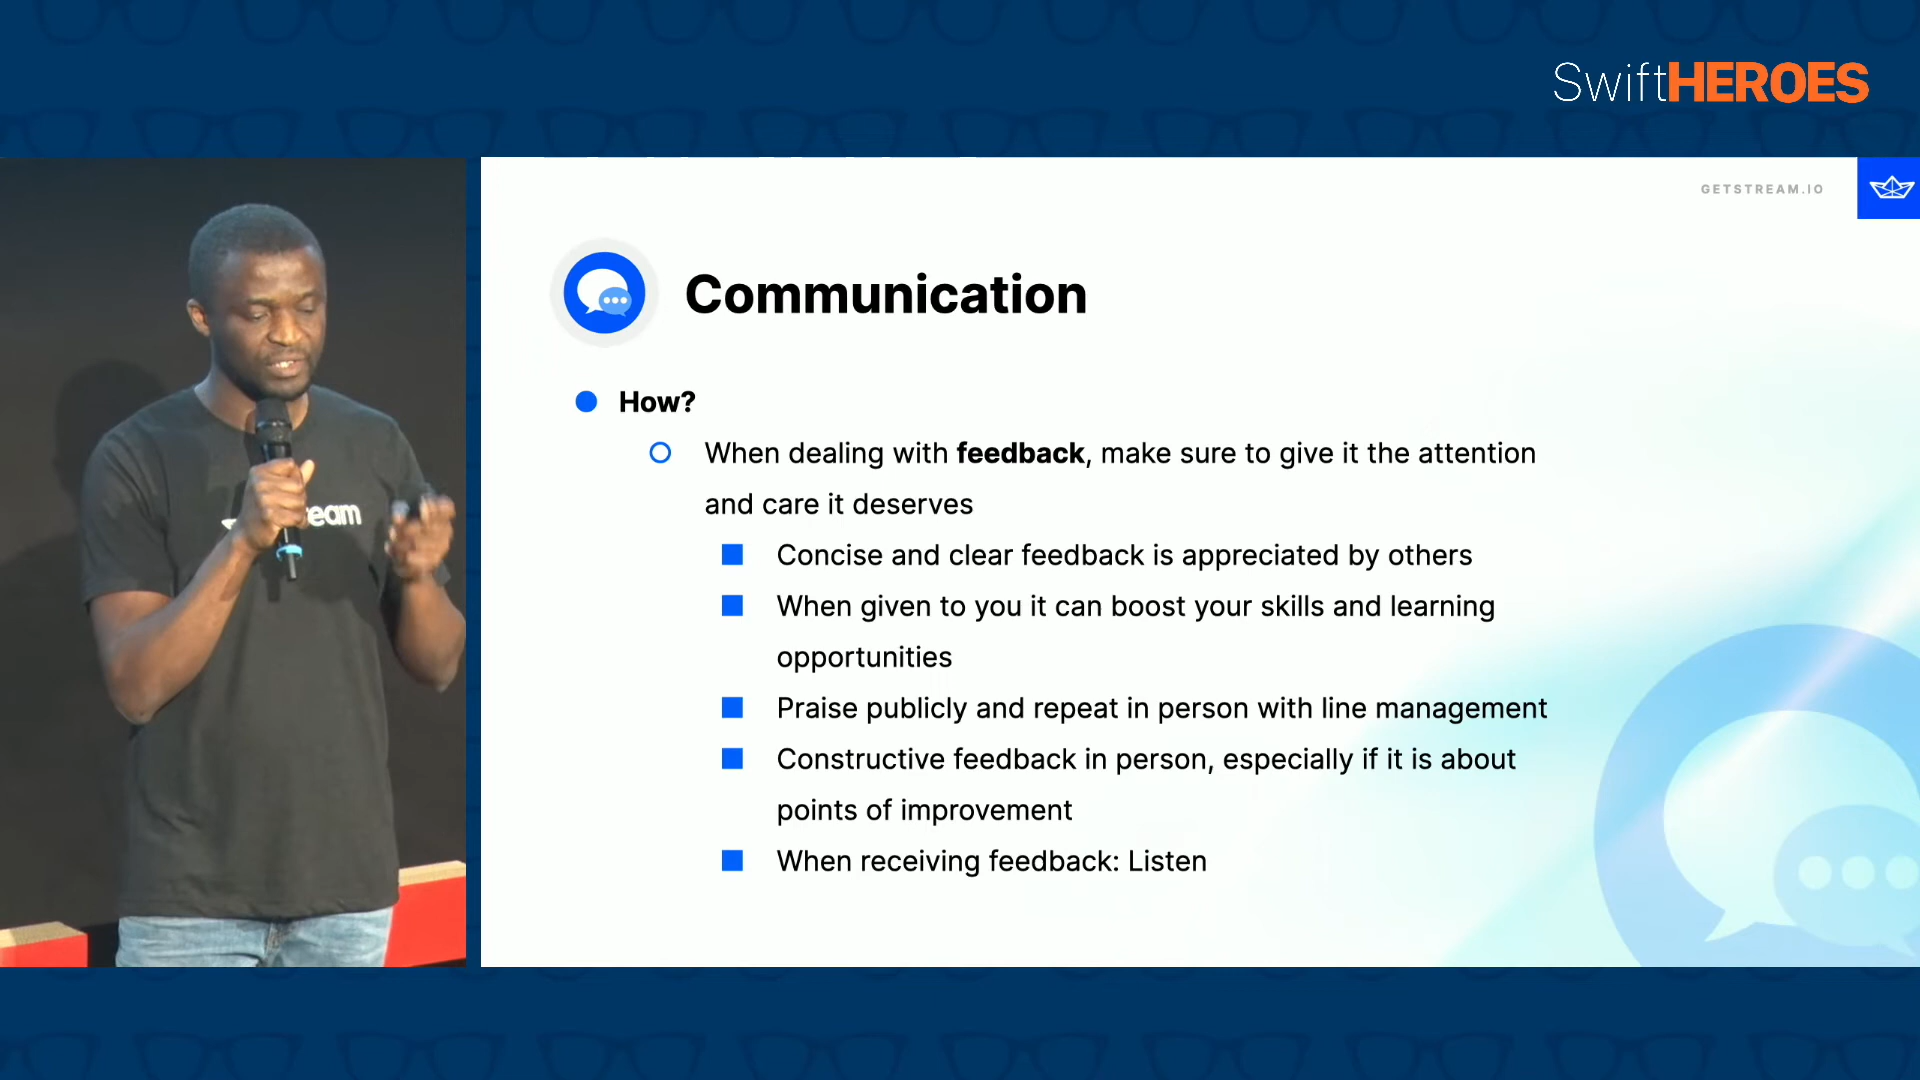 SwiftHEROES
GETSTREAM.IO
Communication
How?
When dealing with feedback, make sure to give it the attention
and care it deserves
Concise and clear feedback is appreciated by others
When given to you it can boost your skills and learning
opportunities
Praise publicly and repeat in person with line management
Constructive feedback in person, especially if it is about
points of improvement
When receiving feedback: Listen
eam